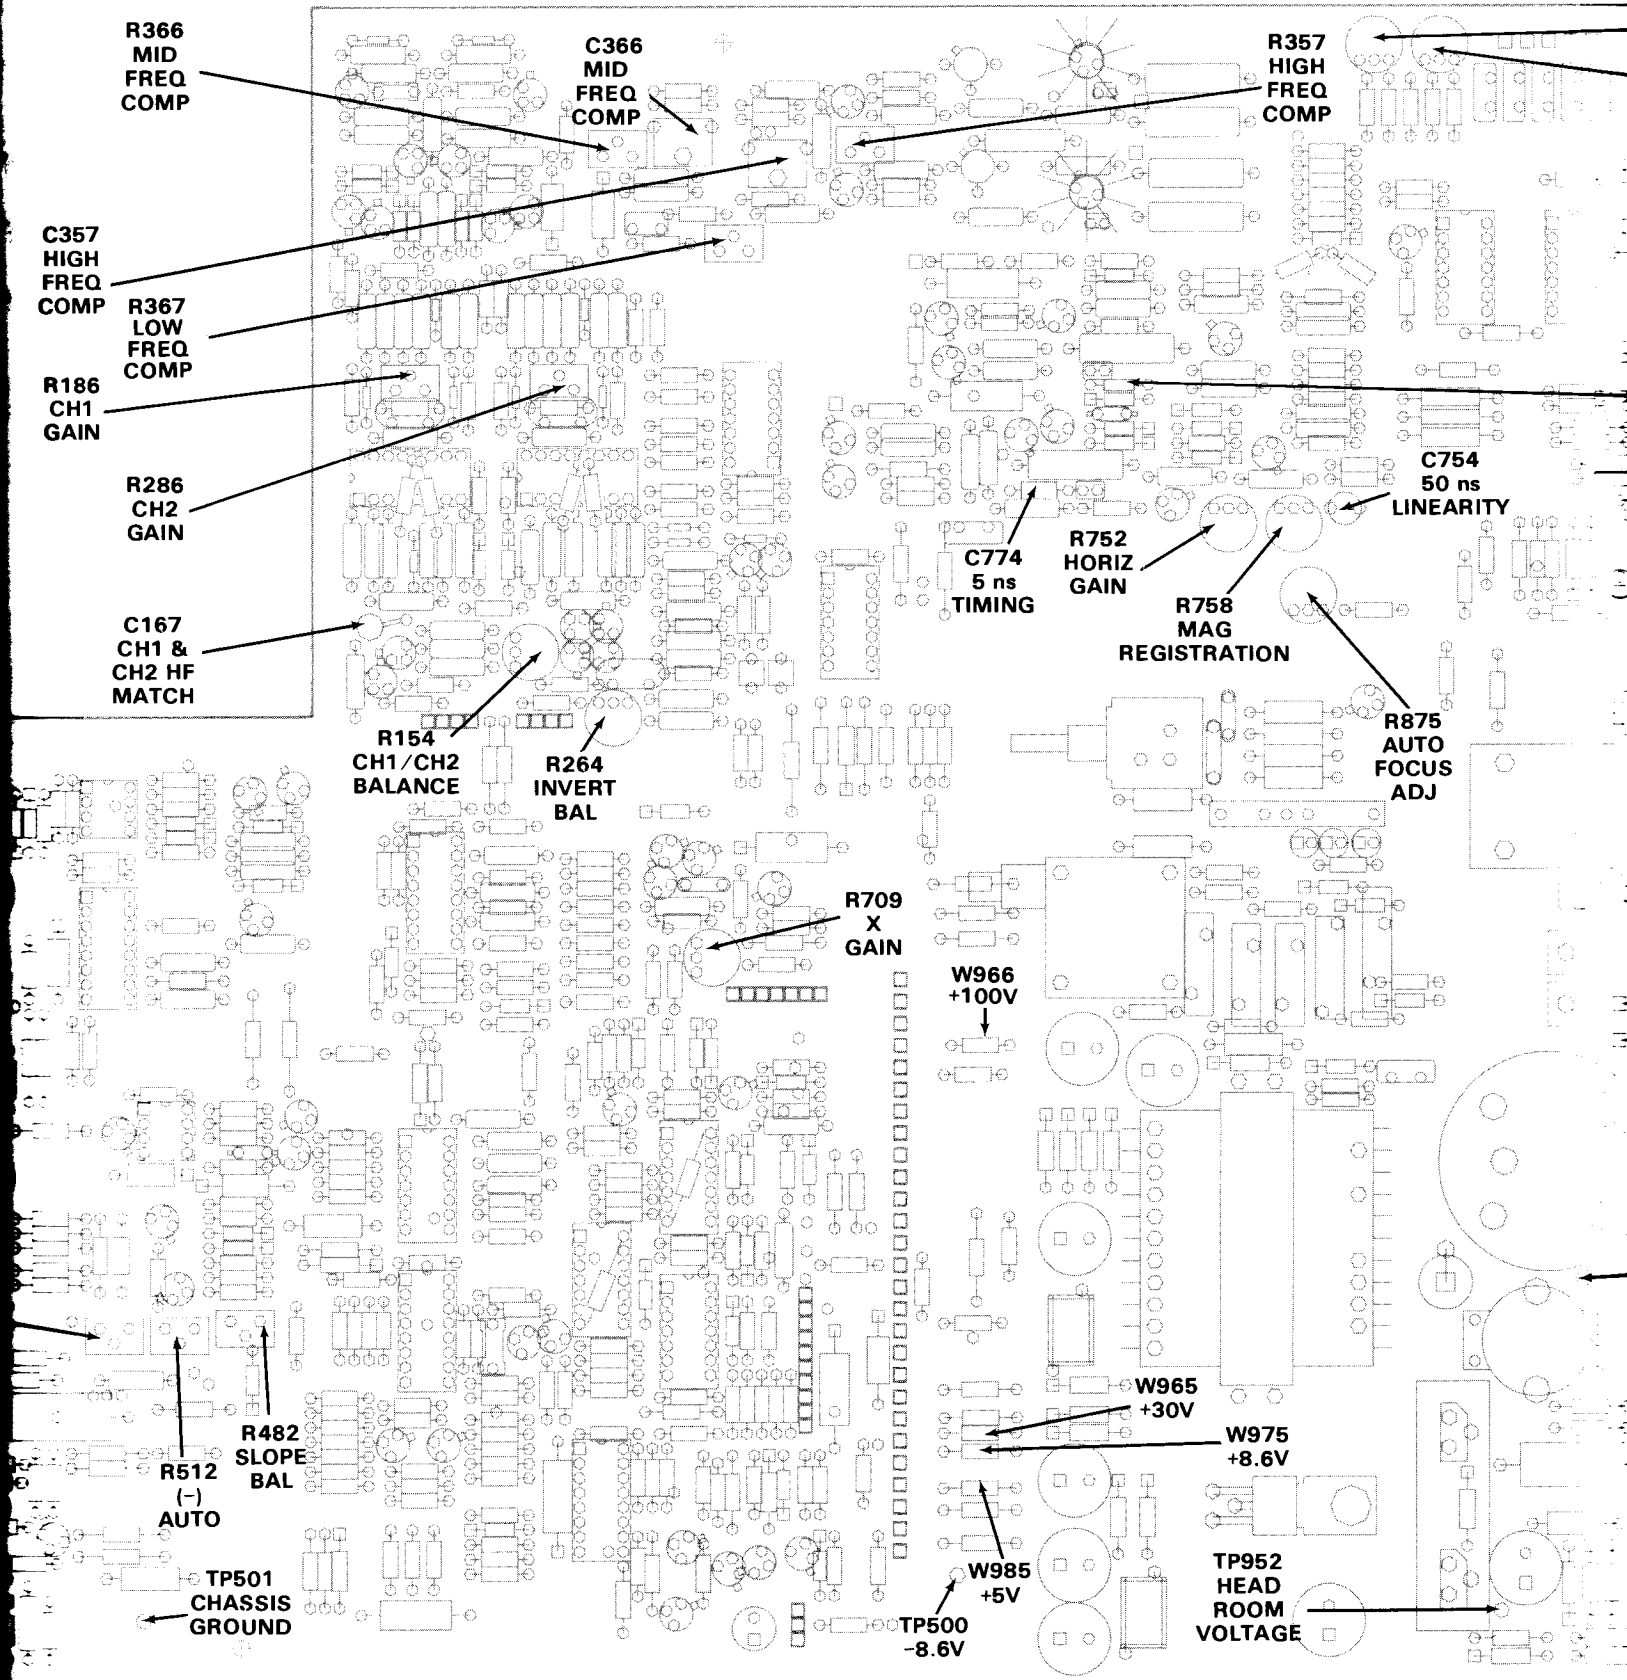 R366
MID
FREQ
COMP
C366
MID
FREQ
COMP
R357
HIGH
FREQ
COMP
C357
HIGH
FREQ
COMP
R367
LOW
FREQ
COMP
R186
CH1
GAIN
R286
CH2
GAIN
C754
50 ns
LINEARITY
C774
5 ns
TIMING
R752
HORIZ
GAIN
R758
MAG
REGISTRATION
C167
CH1 &
CH2 HF
MATCH
R154
CH1/CH2
BALANCE
R264
INVERT
BAL
R875
AUTO
FOCUS
ADJ
R709
X
GAIN
W966
+100V
W965
+30V
W975
+8.6V
R482
SLOPE
BAL
R512
(-)
AUTO
W985
+5V
TP501
CHASSIS
GROUND
TP500
-8.6V
TP952
HEAD
ROOM
VOLTAGE